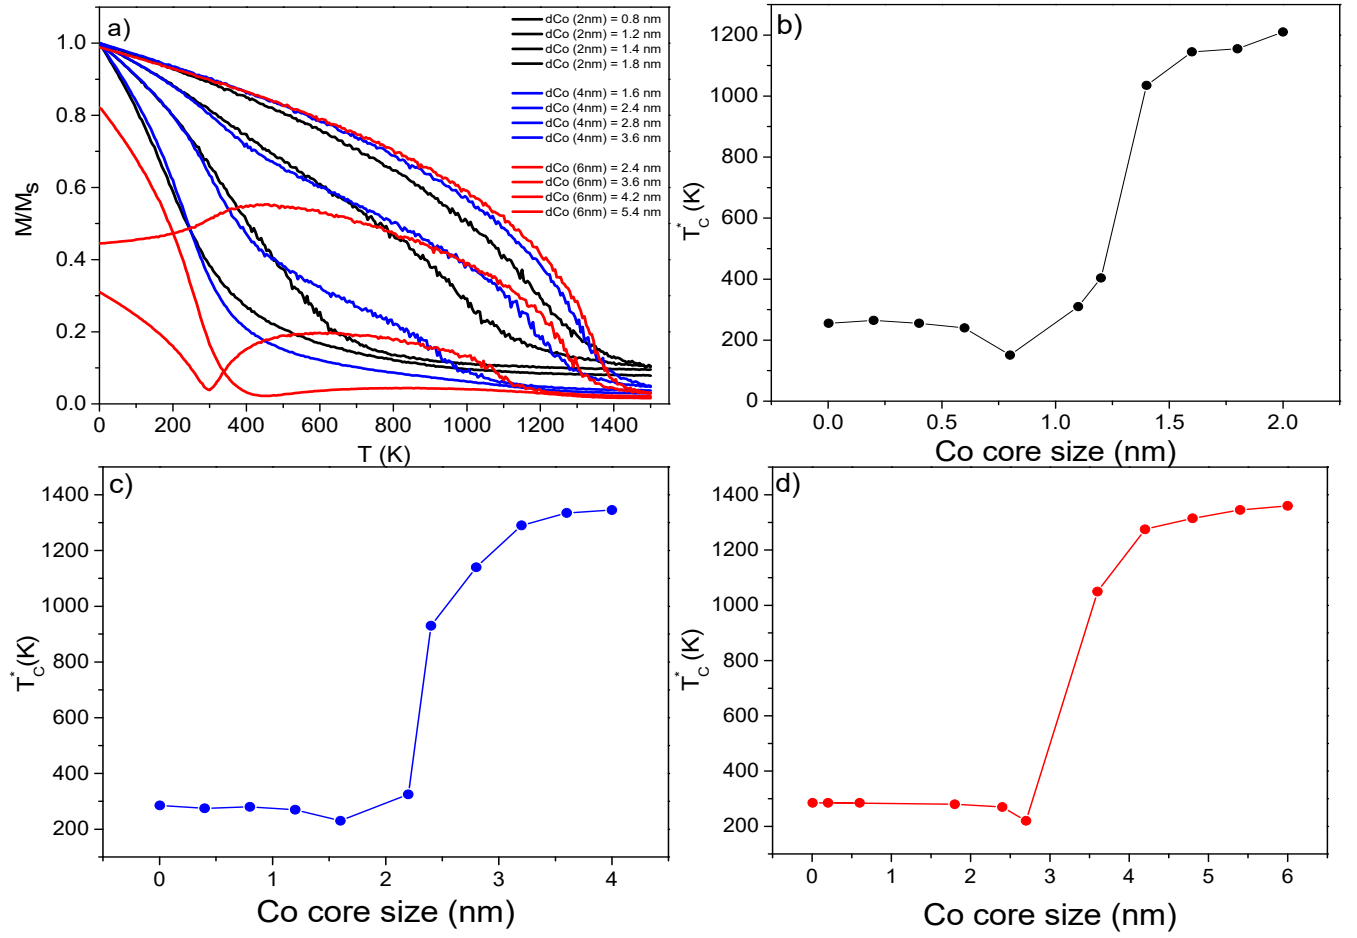 a)
dCo (2nm) = 0.8 nm
dCo (2nm) = 1.2 nm
dCo (2nm) = 1.4 nm
dCo (2nm) = 1.8 nm
dCo (4nm) = 1.6 nm
dCo (4nm) = 2.4 nm
dCo (4nm) = 2.8 nm
dCo (4nm) = 3.6 nm
dCo (6nm) = 2.4 nm
dCo (6nm) = 3.6 nm
dCo (6nm) = 4.2 nm
dCo (6nm) = 5.4 nm
M/Ms
1.0
0.8
0.6
0.4
0.2
0.0
0 200 400 600 800 1000 1200 1400
T (K)
b)
T*C (K)
1200
1000
800
600
400
200
0
0.0 0.5 1.0 1.5 2.0
Co core size (nm)
c)
T*C (K)
1400
1200
1000
800
600
400
200
0 1 2 3 4
Co core size (nm)
d)
T*C (K)
1400
1200
1000
800
600
400
200
0 1 2 3 4 5 6
Co core size (nm)